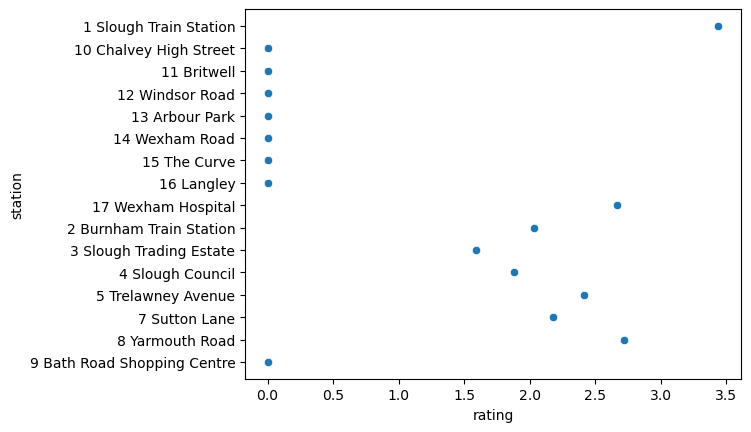 1 Slough Train Station
10 Chalvey High Street
11 Britwell
12 Windsor Road
13 Arbour Park
14 Wexham Road
15 The Curve
16 Langley
17 Wexham Hospital
2 Burnham Train Station
3 Slough Trading Estate
4 Slough Council
5 Trelawney Avenue
7 Sutton Lane
8 Yarmouth Road
9 Bath Road Shopping Centre
station
0.0 0.5 1.0 1.5 2.0 2.5 3.0 3.5
rating